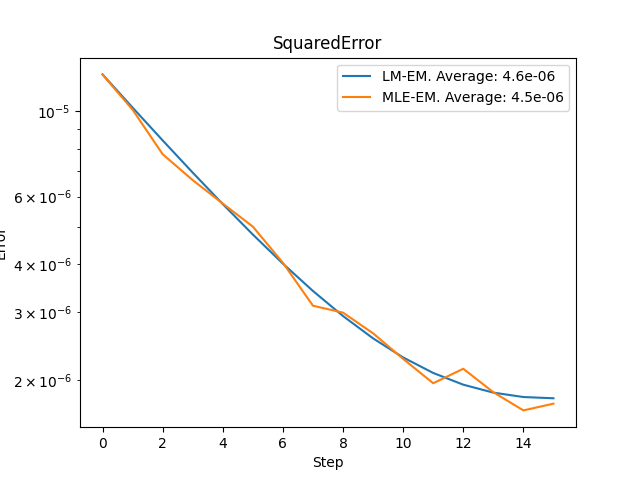 SquaredError
LM-EM. Average: 4.6e-06
MLE-EM. Average: 4.5e-06
10⁻⁵
6 × 10⁻⁶
4 × 10⁻⁶
3 × 10⁻⁶
2 × 10⁻⁶
Error
0 2 4 6 8 10 12 14
Step